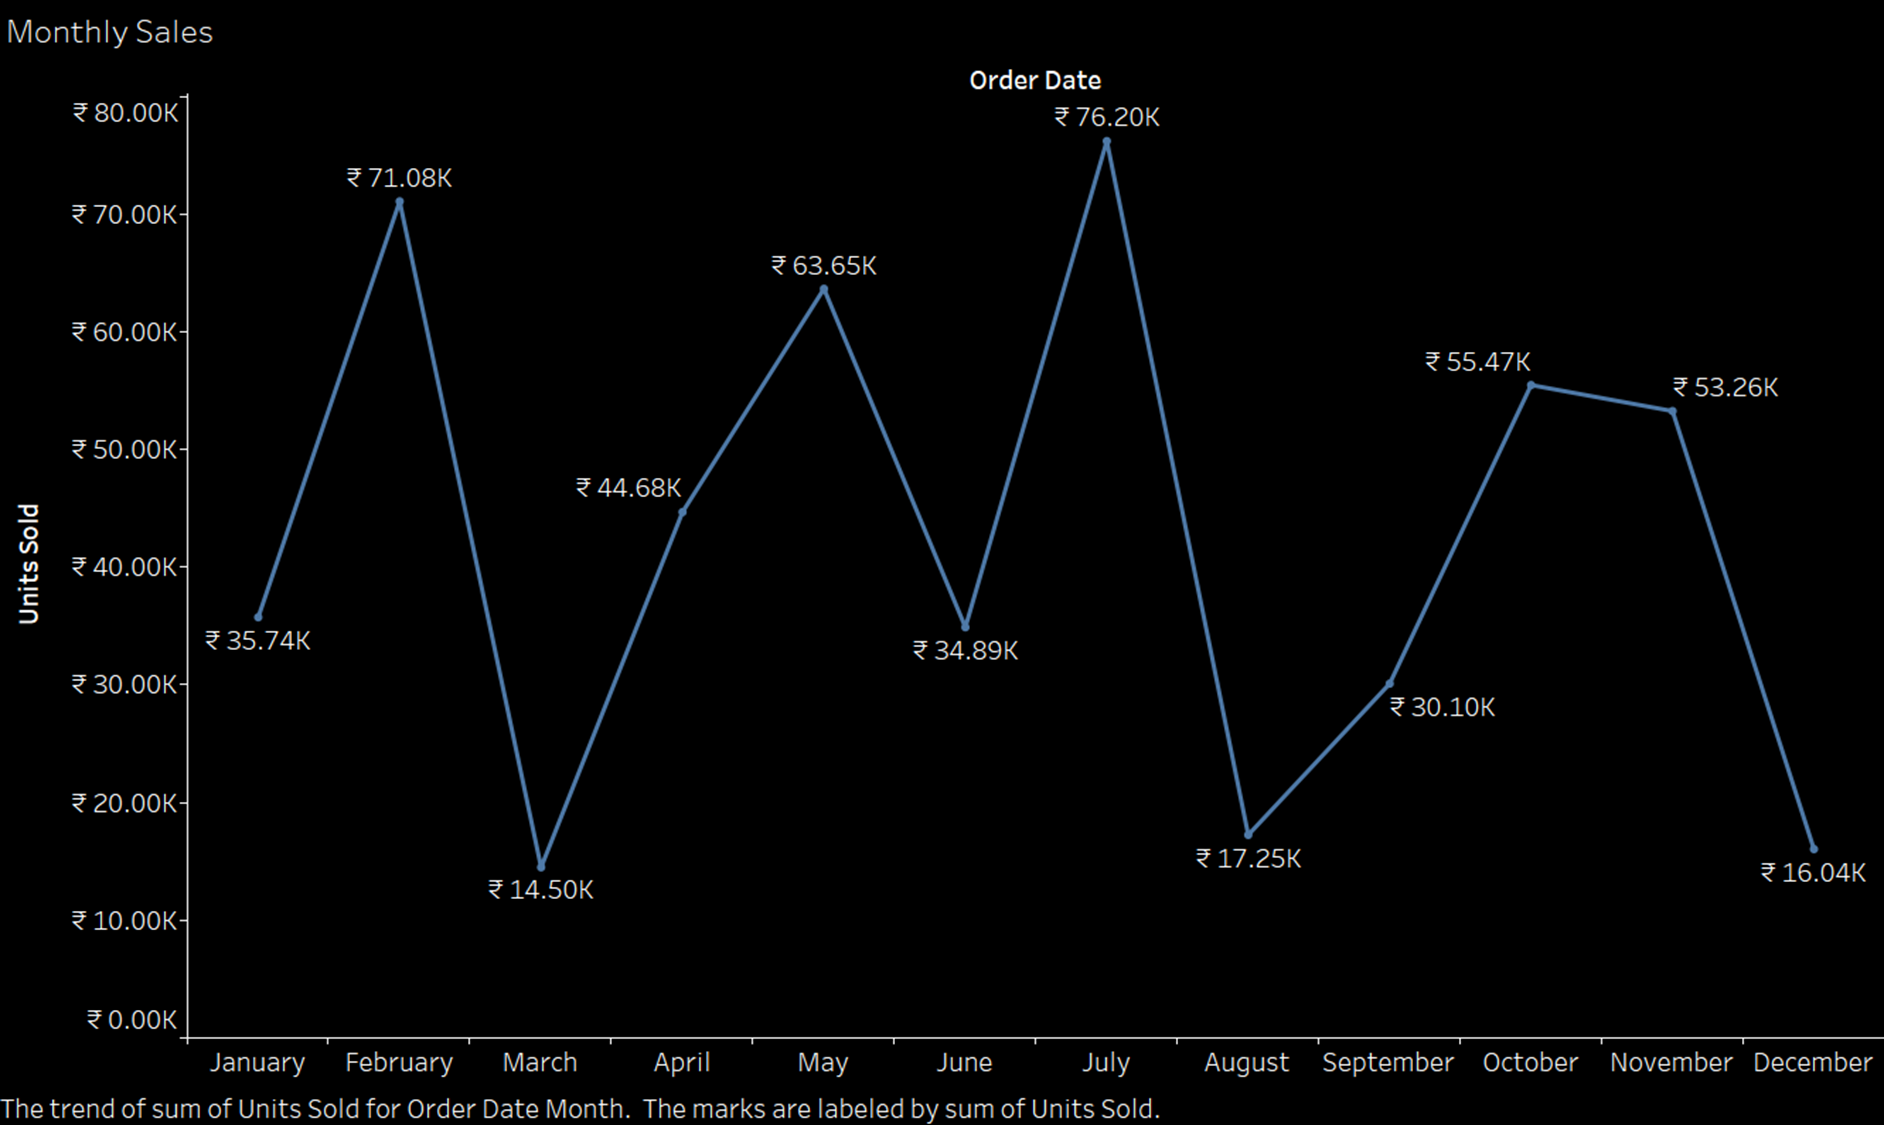 Monthly Sales
Order Date
₹ 80.00K
₹ 76.20K
₹ 71.08K
₹ 70.00K
₹ 63.65K
₹ 60.00K
₹ 55.47K
₹ 53.26K
₹ 50.00K
₹ 44.68K
Units Sold
₹ 40.00K
₹ 35.74K
₹ 34.89K
₹ 30.00K
₹ 30.10K
₹ 20.00K
₹ 17.25K
₹ 16.04K
₹ 14.50K
₹ 10.00K
₹ 0.00K
January February March April May June July August September October November December
The trend of sum of Units Sold for Order Date Month. The marks are labeled by sum of Units Sold.